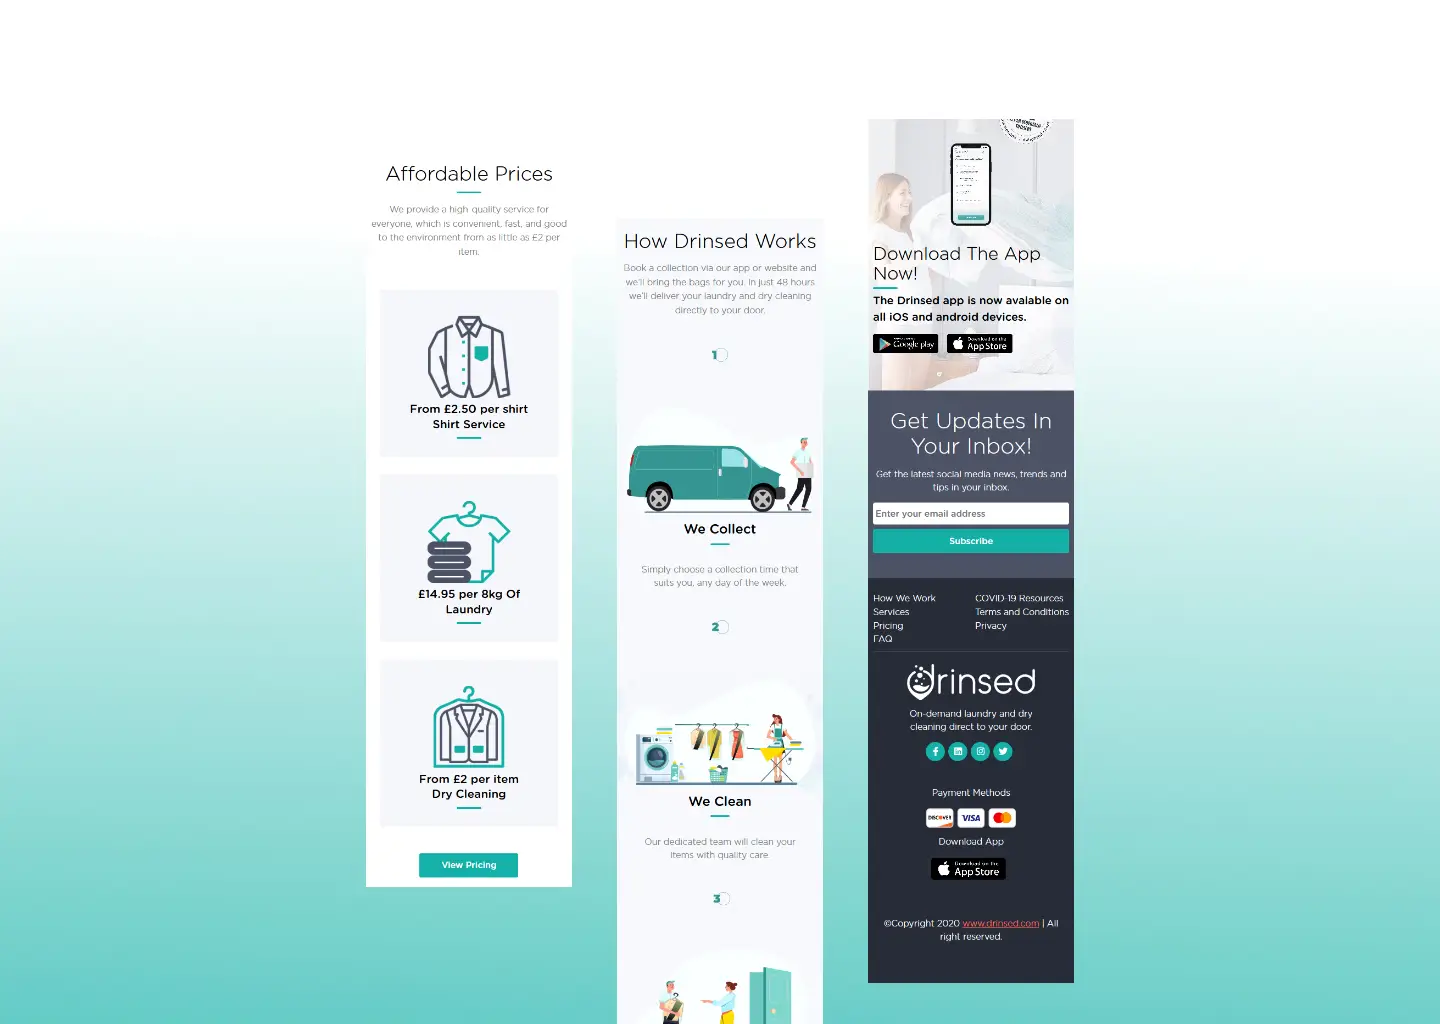 Affordable Prices
We provide a high-quality service for
everyone, which is convenient, fast, and good
to the environment from as little as £2 per
item.
From £2.50 per shirt
Shirt Service
£14.95 per 8kg Of
Laundry
From £2 per item
Dry Cleaning
View Pricing
How Drinsed Works
Book a collection via our app or website and
we'll bring the bags for you. In just 48 hours
we'll deliver your laundry and dry cleaning
directly to your door.
1
We Collect
Simply choose a collection time that
suits you, any day of the week.
2
We Clean
Our dedicated team will clean your
items with quality care
3
Download The App
Now!
The Drinsed app is now available on
all iOS and android devices.
Google play
Download on the
App Store
Get Updates In
Your Inbox!
Get the latest social media news, trends and
tips in your inbox.
Enter your email address
Subscribe
How We Work
Services
Pricing
FAQ
COVID-19 Resources
Terms and Conditions
Privacy
drinsed
On-demand laundry and dry
cleaning direct to your door.
Payment Methods
DISCOVER VISA
Download App
Download on the
App Store
©Copyright 2020 www.drinsed.com | All
right reserved.